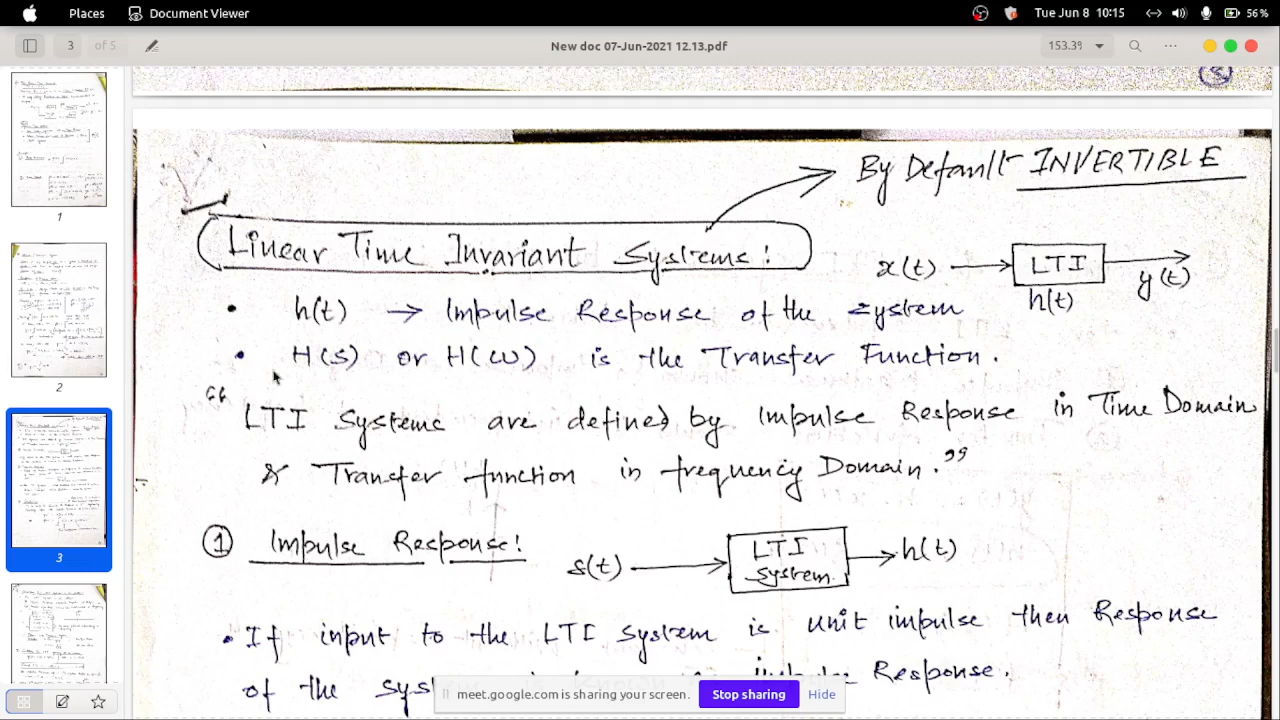 Places Document Viewer Tue Jun 8 10:15 56 %
3 of 5 New doc 07-Jun-2021 12.13.pdf 153.3%
1
2
3
By Default INVERTIBLE
Linear Time Invariant Systems:
x(t) LTI y(t)
h(t)
• h(t) → Impulse Response of the system
• H(s) or H(ω) is the Transfer Function.
“LTI Systems are defined by Impulse Response in Time Domain
& Transfer function in frequency Domain.”
① Impulse Response:
δ(t) LTI System h(t)
• If input to the LTI system is unit impulse then Response
of the Response.
meet.google.com is sharing your screen. Stop sharing Hide